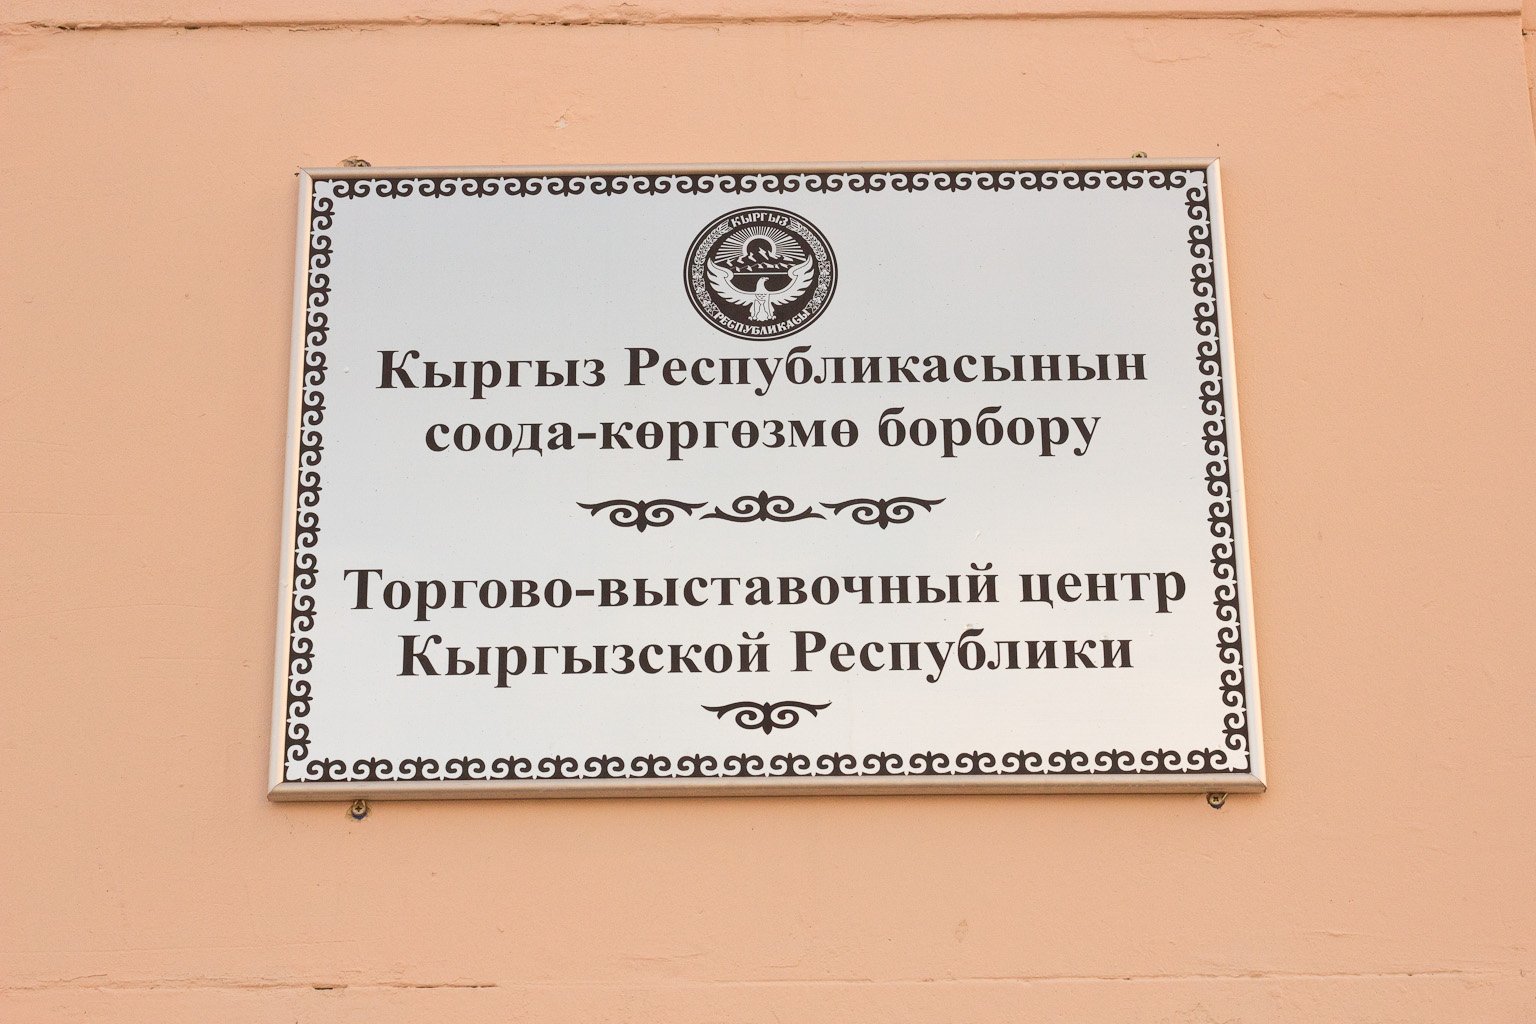 КЫРГЫЗ
РЕСПУБЛИКАСЫ
Кыргыз Республикасынын
соода-көргөзмө борбору
Торгово-выставочный центр
Кыргызской Республики